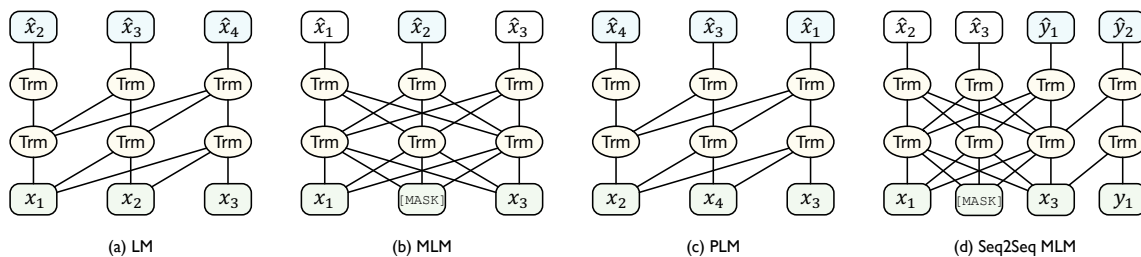 x̂₂ x̂₃ x̂₄ x̂₁ x̂₂ x̂₃ x̂₄ x̂₃ x̂₁ x̂₂ x̂₃ ŷ₁ ŷ₂
Trm Trm Trm Trm Trm Trm Trm Trm Trm Trm Trm Trm Trm
Trm Trm Trm Trm Trm Trm Trm Trm Trm Trm Trm Trm Trm
x₁ x₂ x₃ x₁ [MASK] x₃ x₂ x₄ x₃ x₁ [MASK] x₃ y₁
(a) LM (b) MLM (c) PLM (d) Seq2Seq MLM